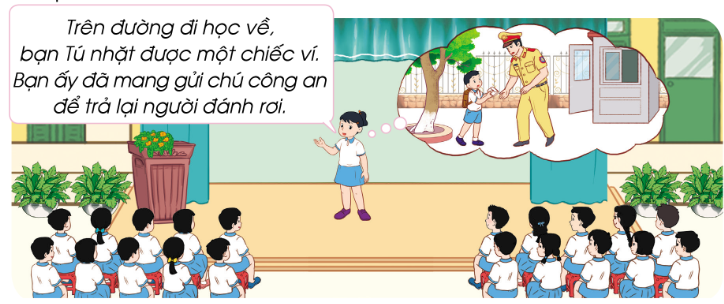 Trên đường đi học về,
bạn Tú nhặt được một chiếc ví.
Bạn ấy đã mang gửi chú công an
để trả lại người đánh rơi.